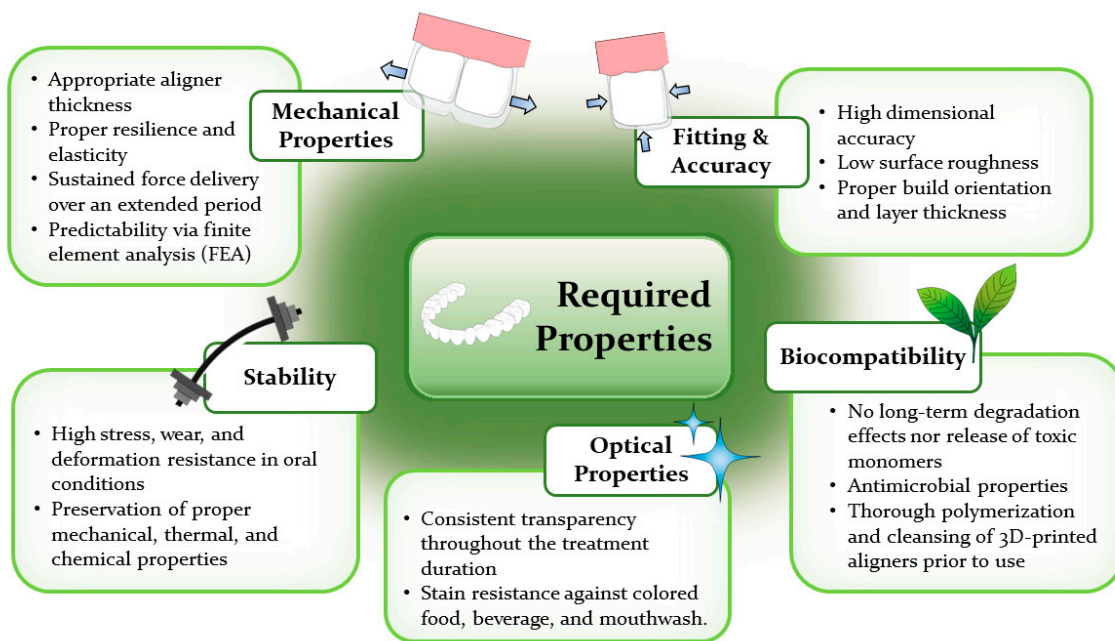 Required
Properties
Mechanical
Properties
• Appropriate aligner
thickness
• Proper resilience and
elasticity
• Sustained force delivery
over an extended period
• Predictability via finite
element analysis (FEA)
Fitting &
Accuracy
• High dimensional
accuracy
• Low surface roughness
• Proper build orientation
and layer thickness
Stability
• High stress, wear, and
deformation resistance in oral
conditions
• Preservation of proper
mechanical, thermal, and
chemical properties
Optical
Properties
• Consistent transparency
throughout the treatment
duration
• Stain resistance against colored
food, beverage, and mouthwash.
Biocompatibility
• No long-term degradation
effects nor release of toxic
monomers
• Antimicrobial properties
• Thorough polymerization
and cleansing of 3D-printed
aligners prior to use